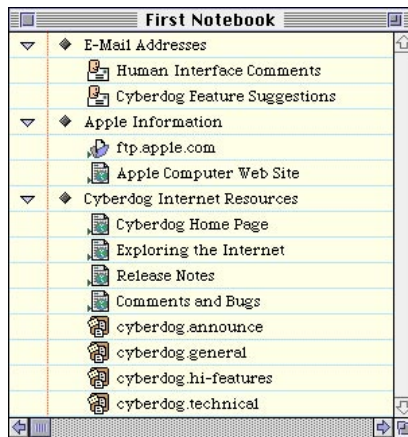 First Notebook
E-Mail Addresses
Human Interface Comments
Cyberdog Feature Suggestions
Apple Information
ftp.apple.com
Apple Computer Web Site
Cyberdog Internet Resources
Cyberdog Home Page
Exploring the Internet
Release Notes
Comments and Bugs
cyberdog.announce
cyberdog.general
cyberdog.hi-features
cyberdog.technical